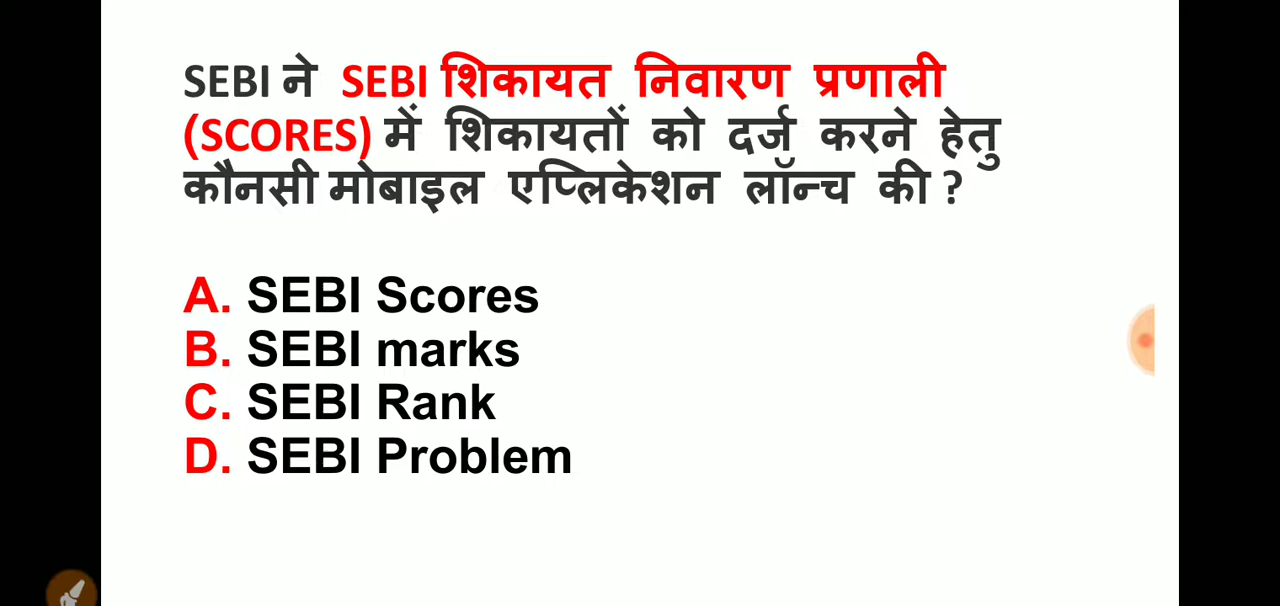 SEBI ने SEBI शिकायत निवारण प्रणाली
(SCORES) में शिकायतों को दर्ज करने हेतु
कौनसी मोबाइल एप्लिकेशन लॉन्च की ?
A. SEBI Scores
B. SEBI marks
C. SEBI Rank
D. SEBI Problem